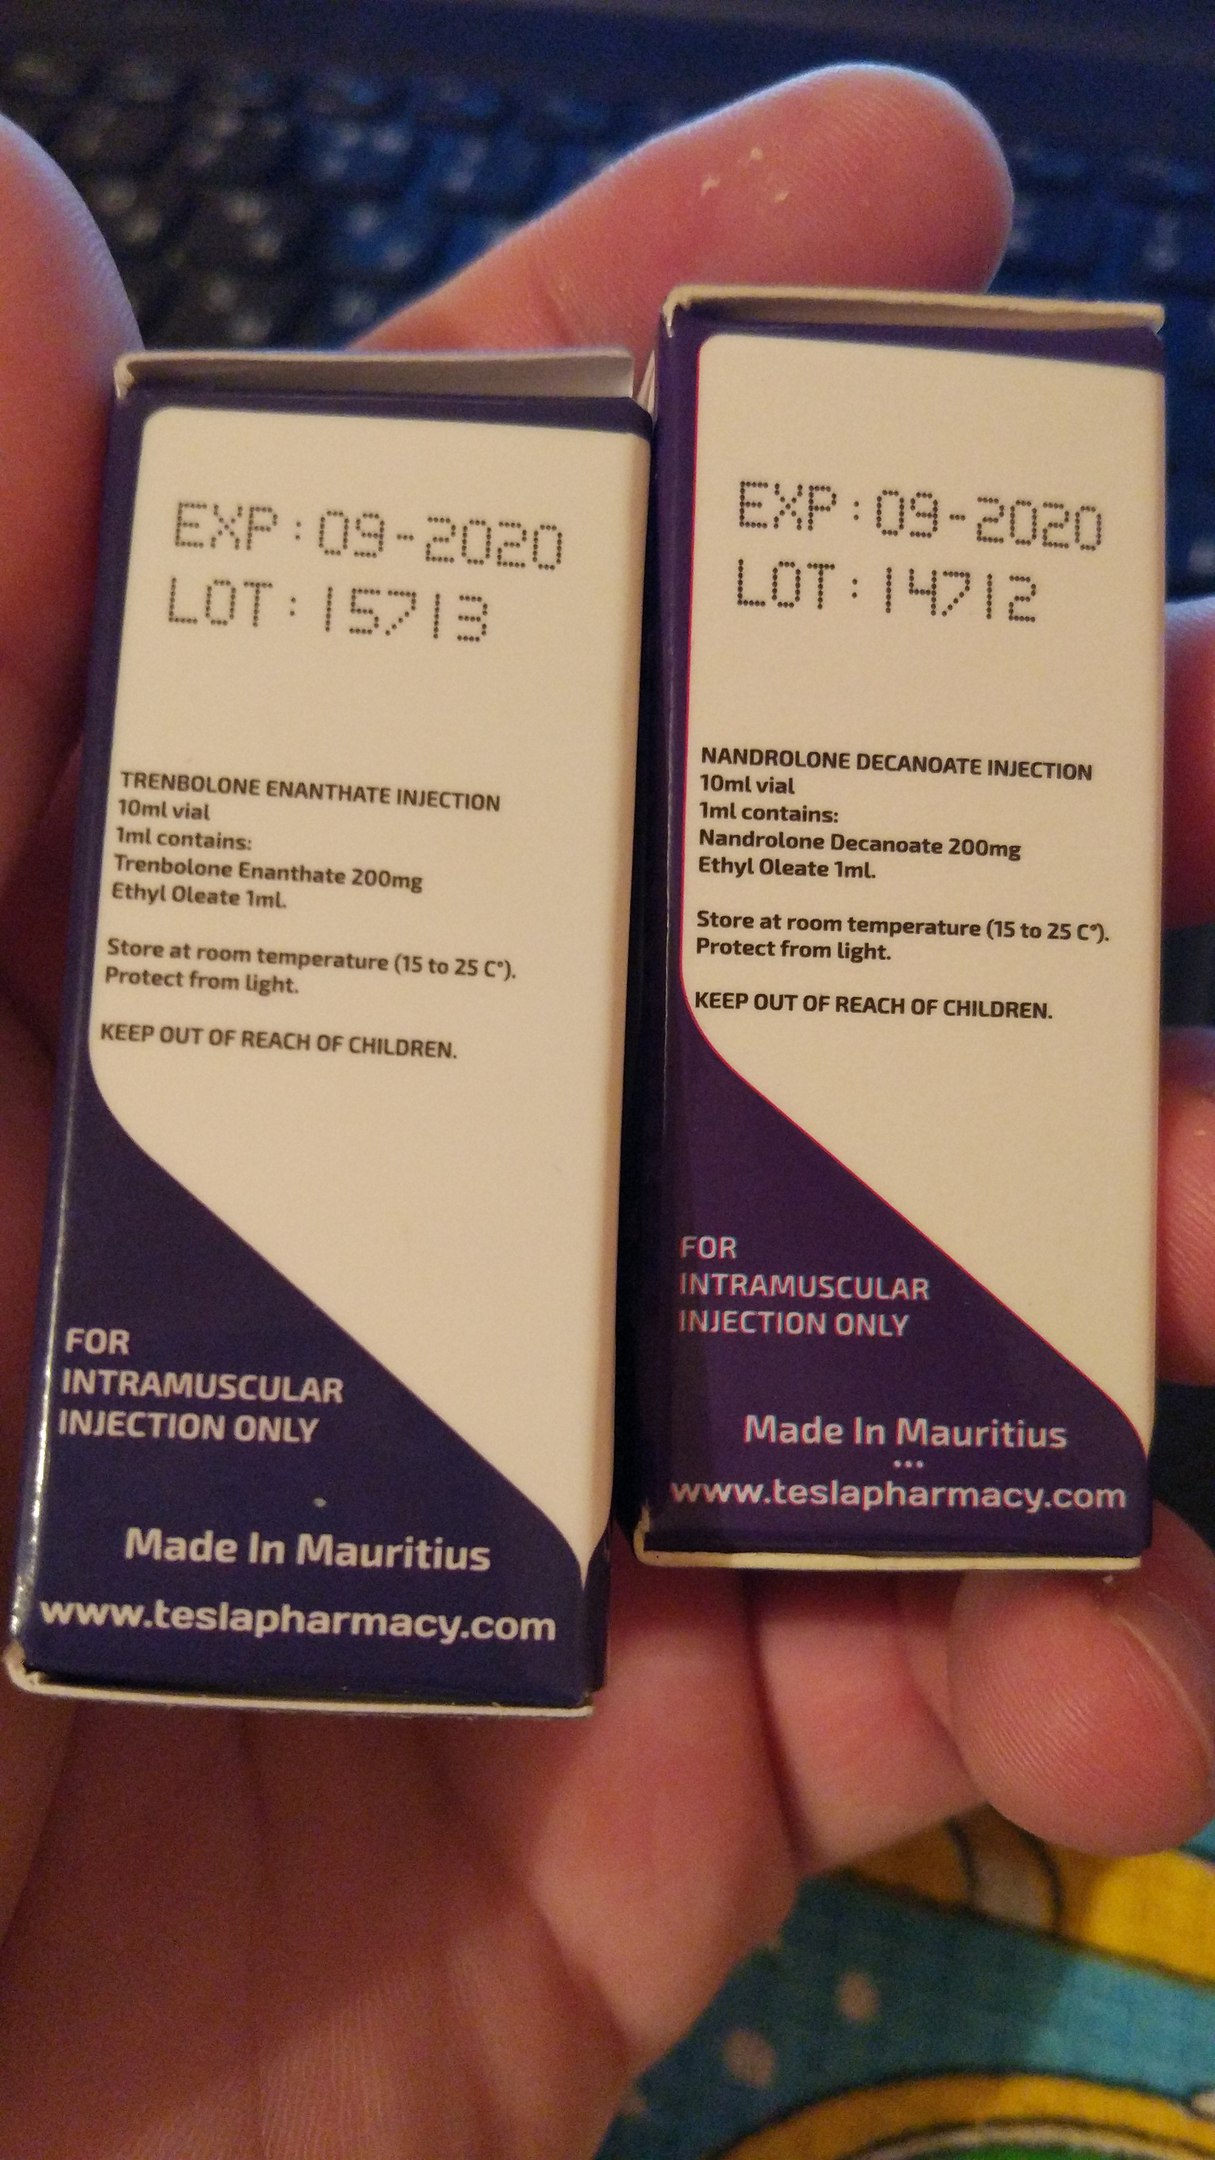 EXP:09-2020
LOT:15713
TRENBOLONE ENANTHATE INJECTION
10ml vial
1ml contains:
Trenbolone Enanthate 200mg
Ethyl Oleate 1ml.
Store at room temperature (15 to 25 C°).
Protect from light.
KEEP OUT OF REACH OF CHILDREN.
FOR
INTRAMUSCULAR
INJECTION ONLY
Made In Mauritius
www.teslapharmacy.com
EXP:09-2020
LOT:14712
NANDROLONE DECANOATE INJECTION
10ml vial
1ml contains:
Nandrolone Decanoate 200mg
Ethyl Oleate 1ml.
Store at room temperature (15 to 25 C°).
Protect from light.
KEEP OUT OF REACH OF CHILDREN.
FOR
INTRAMUSCULAR
INJECTION ONLY
Made In Mauritius
•••
www.teslapharmacy.com